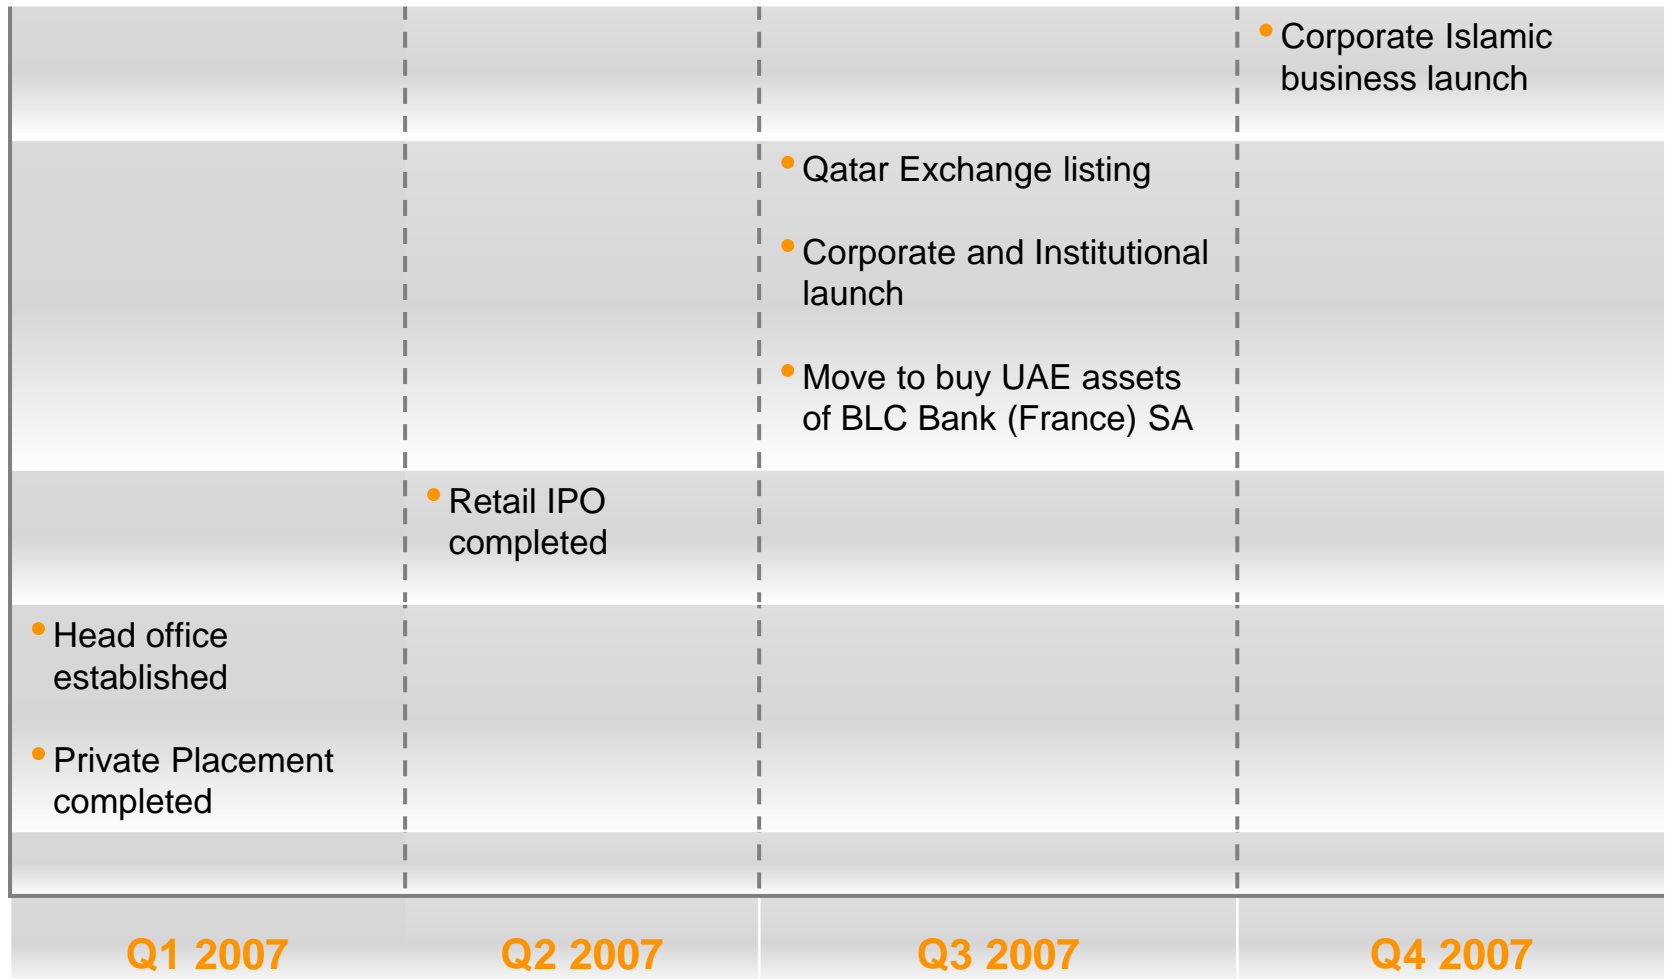 • Corporate Islamic
business launch
• Qatar Exchange listing
• Corporate and Institutional
launch
• Move to buy UAE assets
of BLC Bank (France) SA
• Retail IPO
completed
• Head office
established
• Private Placement
completed
Q1 2007
Q2 2007
Q3 2007
Q4 2007